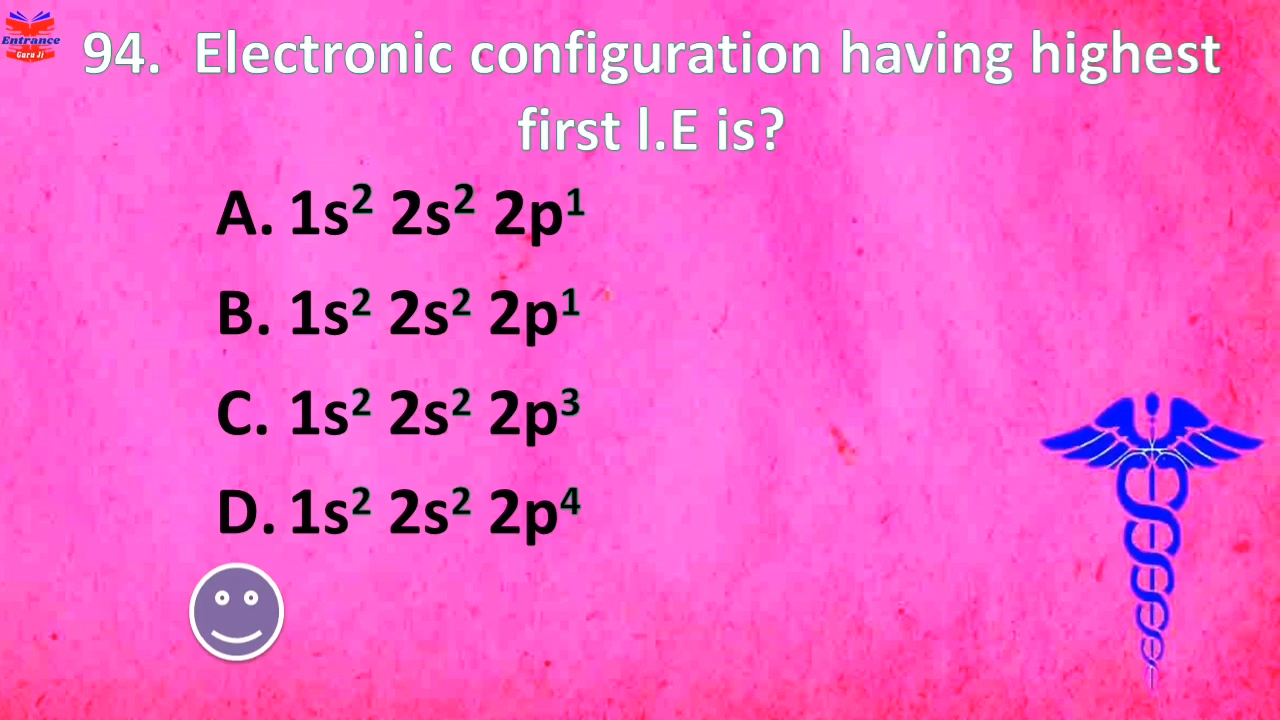 Entrance
Guru Ji
94. Electronic configuration having highest
first l.E is?
A. 1s² 2s² 2p¹
B. 1s² 2s² 2p¹
C. 1s² 2s² 2p³
D. 1s² 2s² 2p⁴